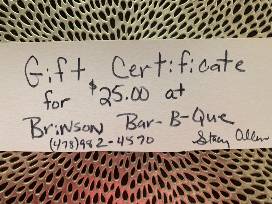 Gift Certificate
for $25.00 at
Brinson Bar-B-Que
(478)982-4570
Stacy Allen